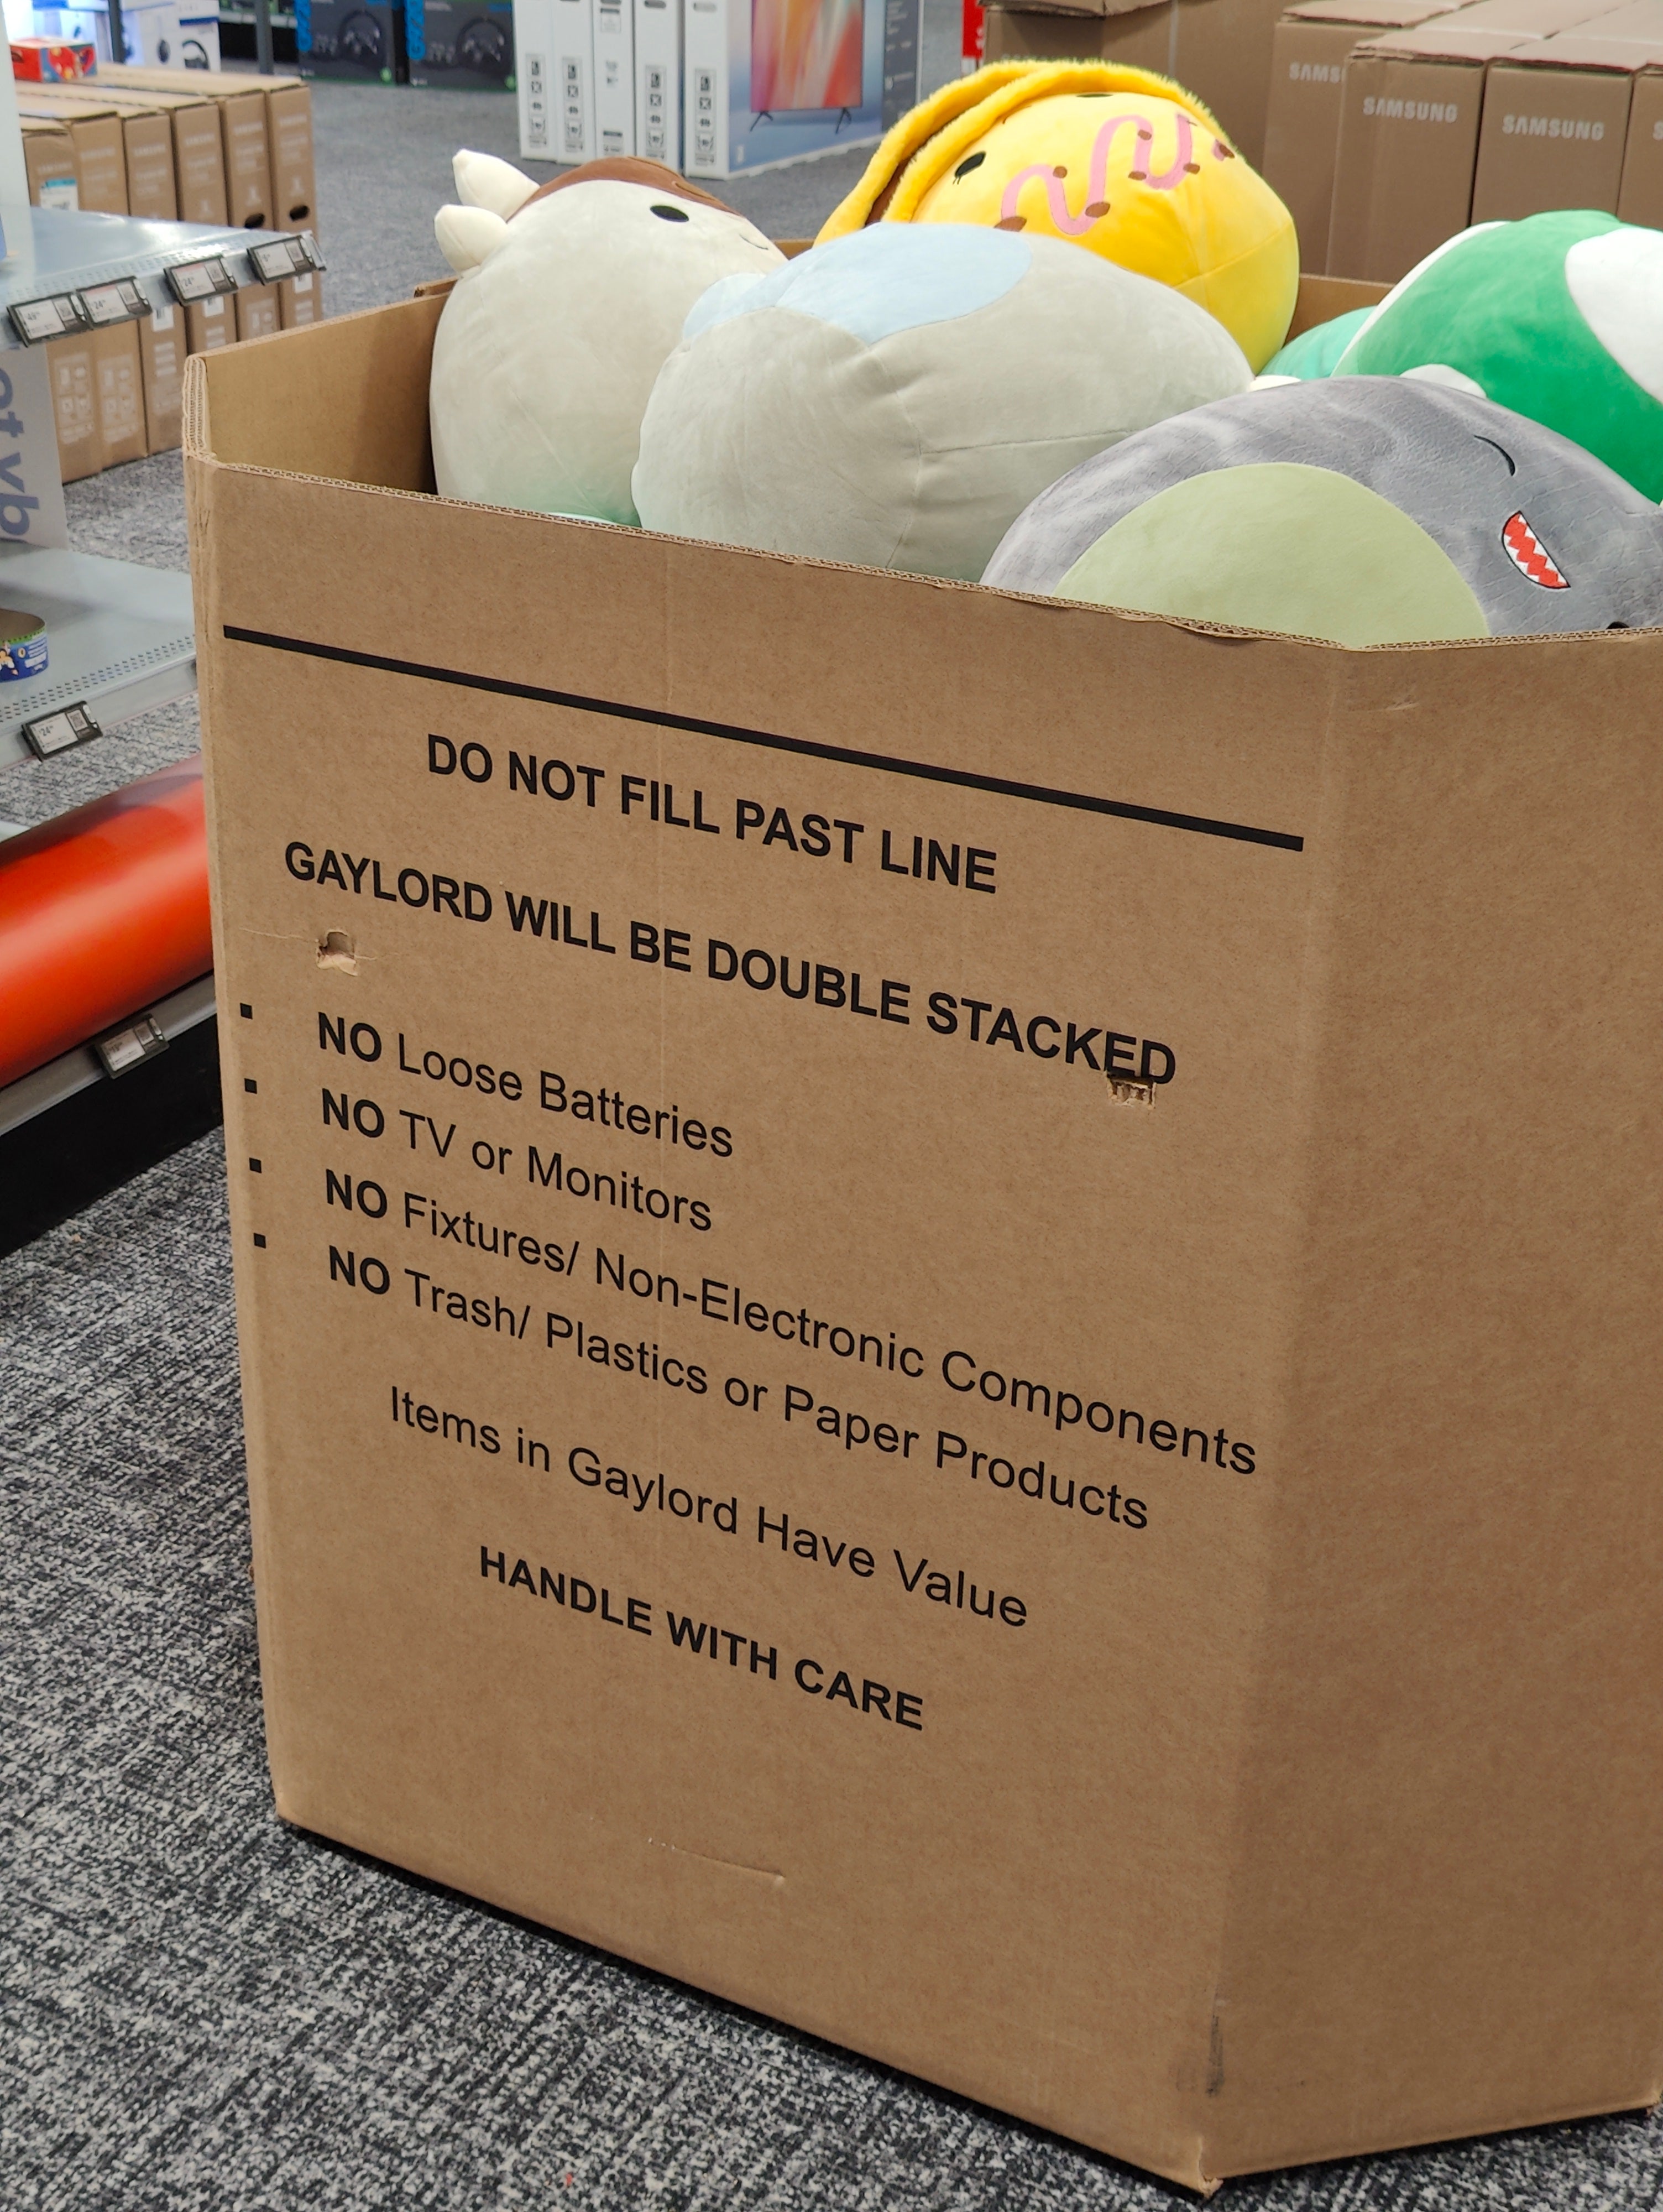 SAMS
SAMSUNG
SAMSUNG
DO NOT FILL PAST LINE
GAYLORD WILL BE DOUBLE STACKED
▪ NO Loose Batteries
▪ NO TV or Monitors
▪ NO Fixtures/ Non-Electronic Components
▪ NO Trash/ Plastics or Paper Products
Items in Gaylord Have Value
HANDLE WITH CARE